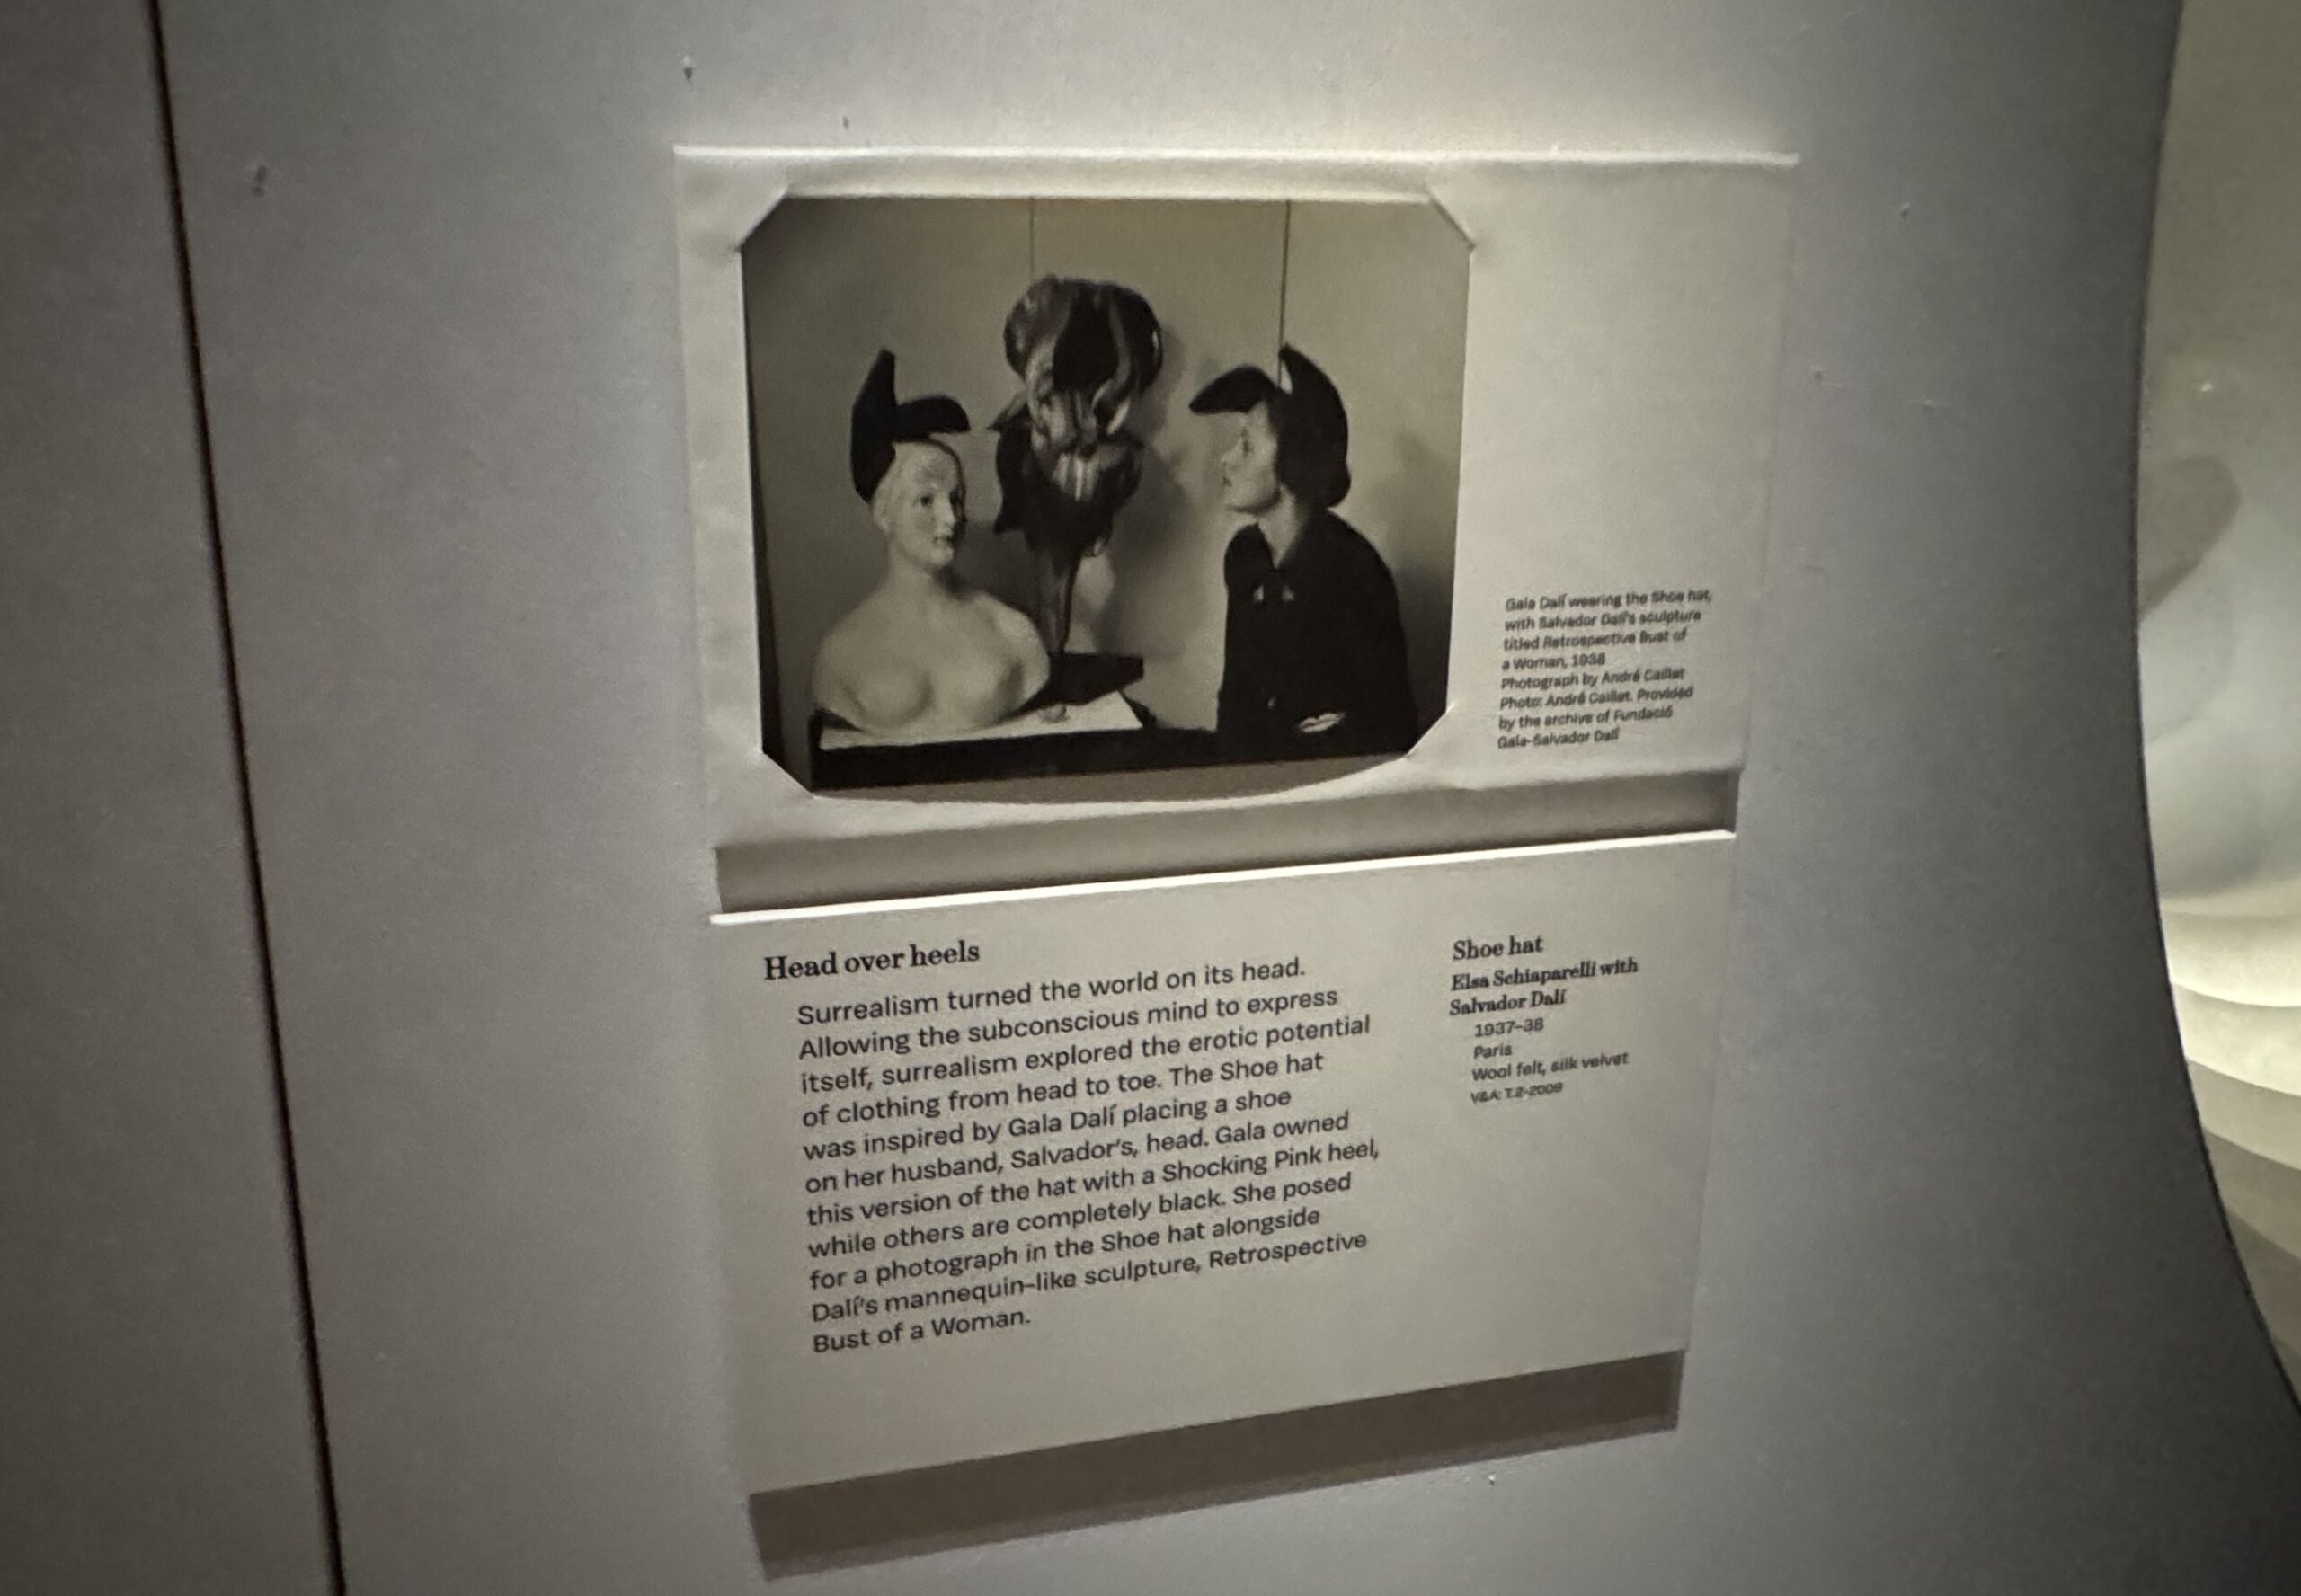 Gala Dalí wearing the Shoe hat,
with Salvador Dalí's sculpture
titled Retrospective Bust of
a Woman, 1938
Photograph by André Caillet
Photo: André Caillet. Provided
by the archive of Fundació
Gala-Salvador Dalí
Head over heels
Surrealism turned the world on its head.
Allowing the subconscious mind to express
itself, surrealism explored the erotic potential
of clothing from head to toe. The Shoe hat
was inspired by Gala Dalí placing a shoe
on her husband, Salvador's, head. Gala owned
this version of the hat with a Shocking Pink heel,
while others are completely black. She posed
for a photograph in the Shoe hat alongside
Dalí's mannequin-like sculpture, Retrospective
Bust of a Woman.
Shoe hat
Elsa Schiaparelli with
Salvador Dalí
1937–38
Paris
Wool felt, silk velvet
V&A: T.2-2009